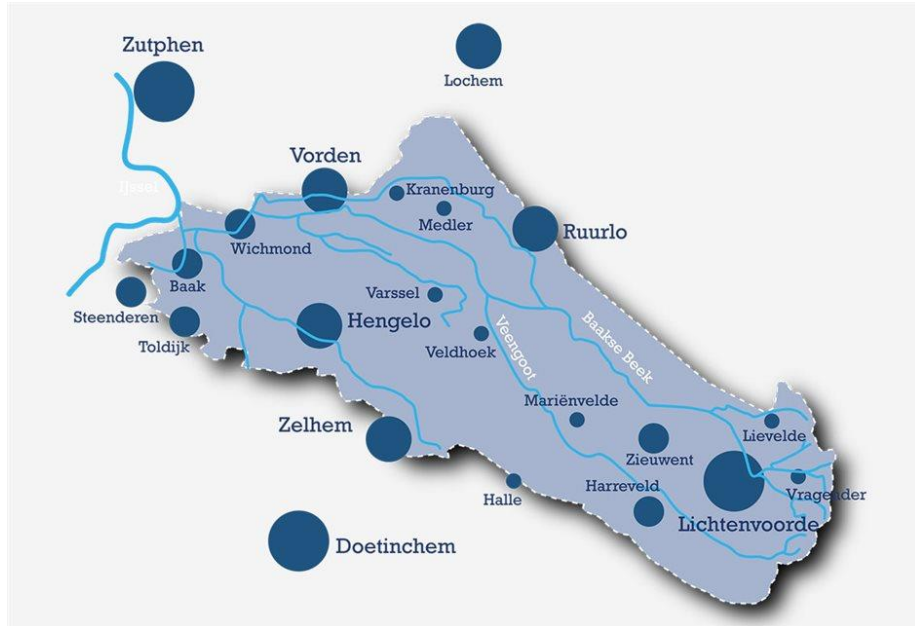 Zutphen
Lochem
Vorden
IJssel
Kranenburg
Medler
Ruurlo
Wichmond
Baak
Varssel
Steenderen
Hengelo
Toldijk
Veldhoek
Veengoot
Baakse Beek
Mariënvelde
Zelhem
Lievelde
Zieuwent
Harreveld
Halle
Vragender
Lichtenvoorde
Doetinchem